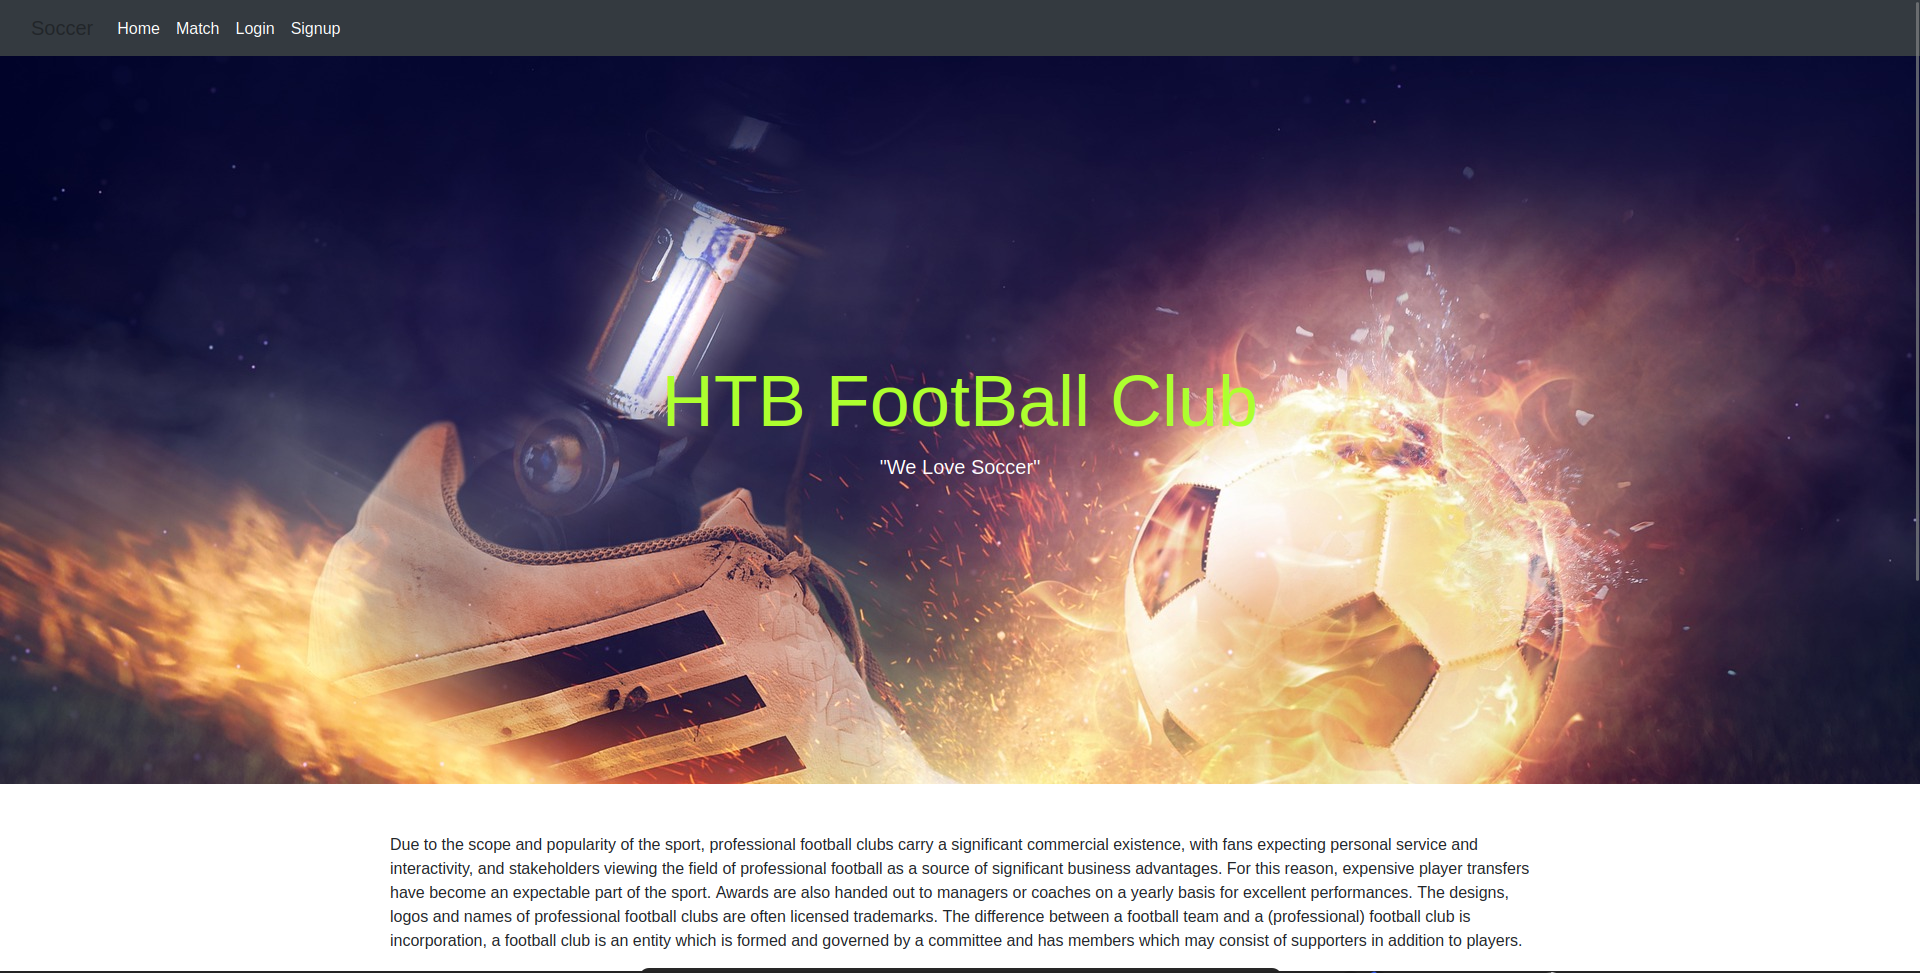 Soccer Home Match Login Signup
HTB FootBall Club
"We Love Soccer"
Due to the scope and popularity of the sport, professional football clubs carry a significant commercial existence, with fans expecting personal service and
interactivity, and stakeholders viewing the field of professional football as a source of significant business advantages. For this reason, expensive player transfers
have become an expectable part of the sport. Awards are also handed out to managers or coaches on a yearly basis for excellent performances. The designs,
logos and names of professional football clubs are often licensed trademarks. The difference between a football team and a (professional) football club is
incorporation, a football club is an entity which is formed and governed by a committee and has members which may consist of supporters in addition to players.